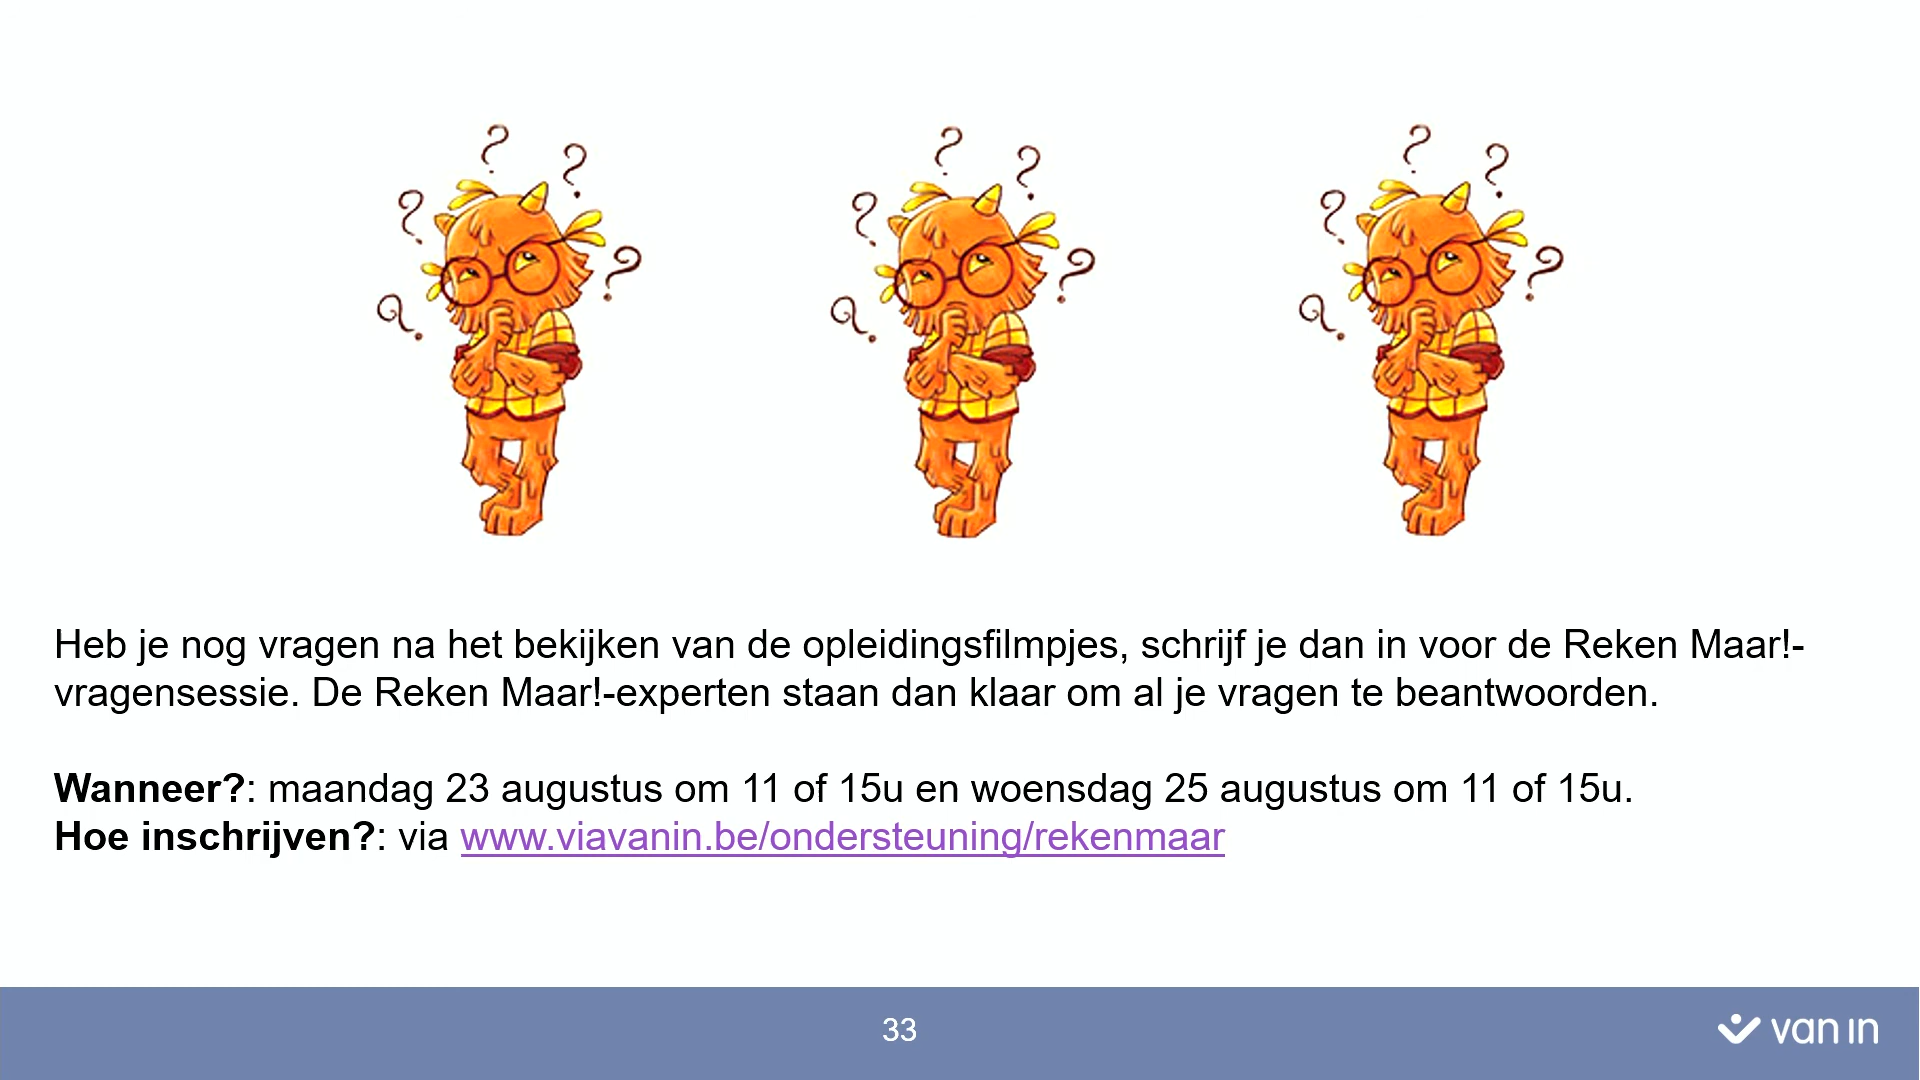 Heb je nog vragen na het bekijken van de opleidingsfilmpjes, schrijf je dan in voor de Reken Maar!-
vragensessie. De Reken Maar!-experten staan dan klaar om al je vragen te beantwoorden.
Wanneer?: maandag 23 augustus om 11 of 15u en woensdag 25 augustus om 11 of 15u.
Hoe inschrijven?: via www.viavanin.be/ondersteuning/rekenmaar
33
van in